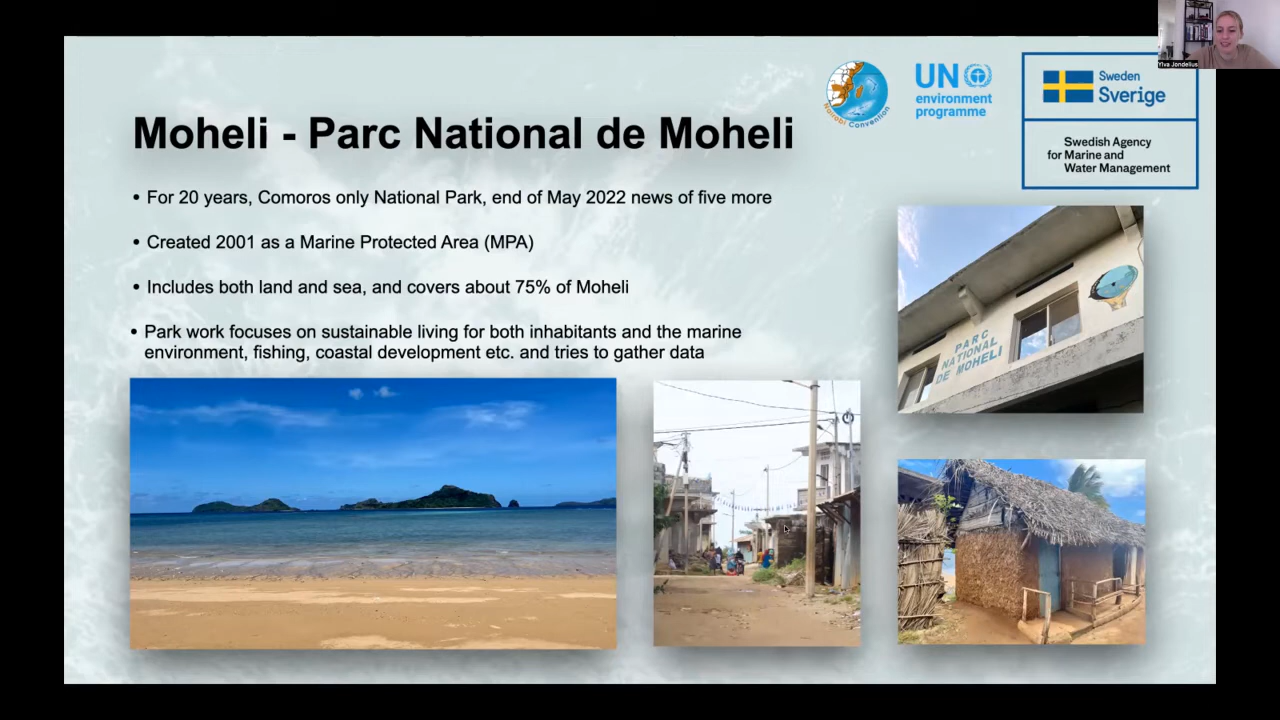 Moheli - Parc National de Moheli
• For 20 years, Comoros only National Park, end of May 2022 news of five more
• Created 2001 as a Marine Protected Area (MPA)
• Includes both land and sea, and covers about 75% of Moheli
• Park work focuses on sustainable living for both inhabitants and the marine
environment, fishing, coastal development etc. and tries to gather data
Nairobi Convention
UN
environment
programme
Sweden
Sverige
Swedish Agency
for Marine and
Water Management
Ylva Jondelius
PARC
NATIONAL
DE MOHELI